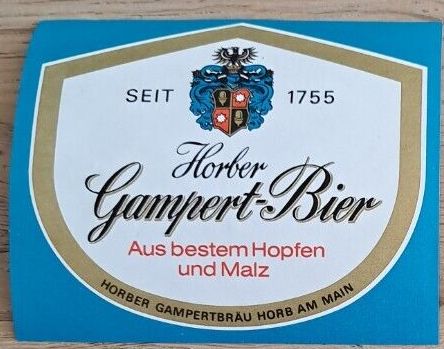 SEIT 1755
Horber
Gampert-Bier
Aus bestem Hopfen
und Malz
HORBER GAMPERTBRÄU HORB AM MAIN